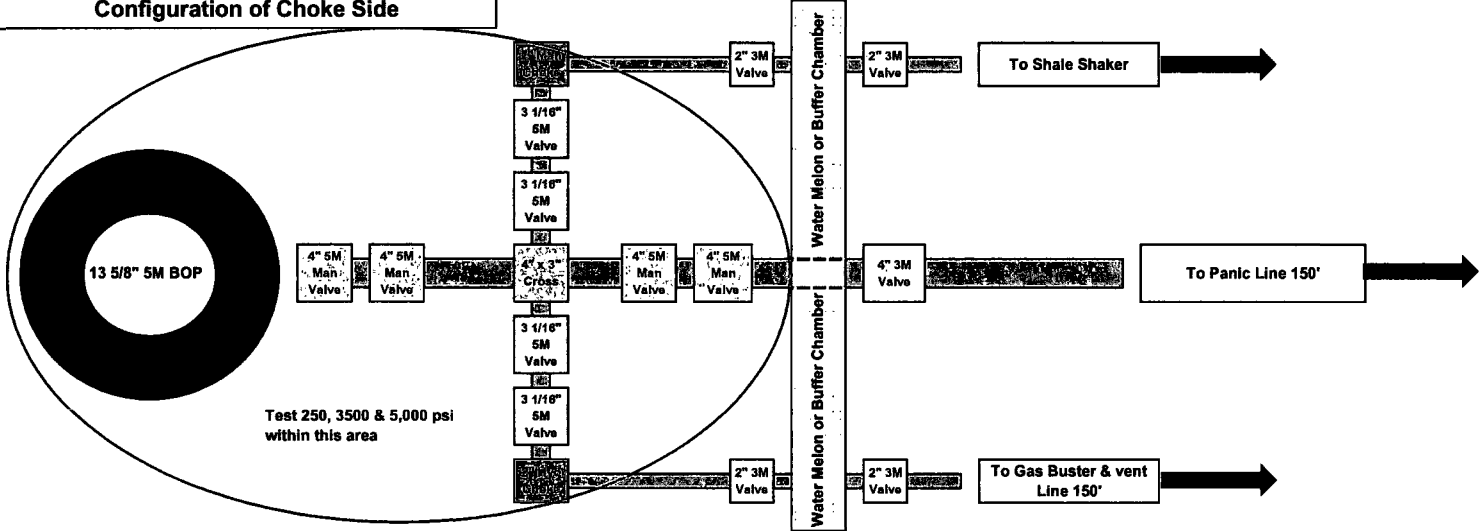 Configuration of Choke Side
2" 3M
Valve
2" 3M
Valve
To Shale Shaker
3 1/16"
5M
Valve
3 1/16"
5M
Valve
Water Melon or Buffer Chamber
13 5/8" 5M BOP
4" 5M
Man
Valve
4" 5M
Man
Valve
4" x 3"
Cross
4" 5M
Man
Valve
4" 5M
Man
Valve
4" 3M
Valve
To Panic Line 150'
3 1/16"
5M
Valve
3 1/16"
5M
Valve
Water Melon or Buffer Chamber
Test 250, 3500 & 5,000 psi
within this area
2" 3M
Valve
2" 3M
Valve
To Gas Buster & vent
Line 150'